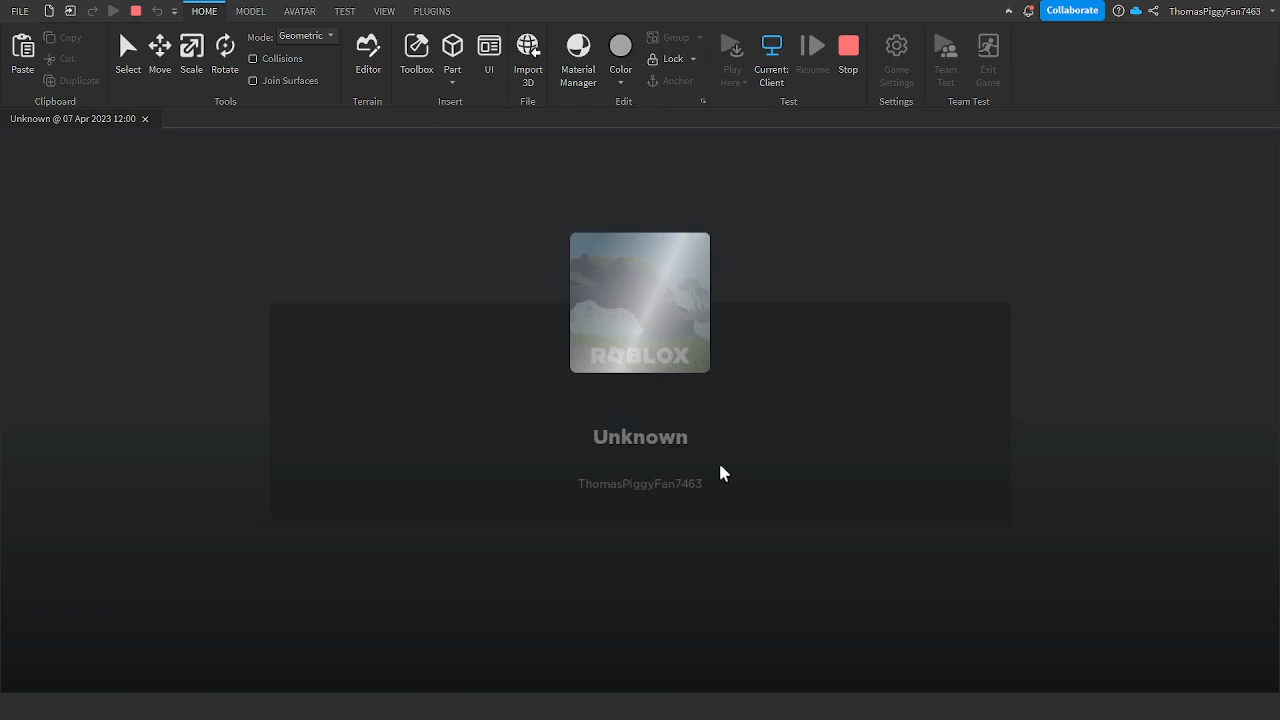 FILE HOME MODEL AVATAR TEST VIEW PLUGINS Collaborate ThomasPiggyFan7463
Paste Copy Cut Duplicate Select Move Scale Rotate Mode: Geometric Collisions Join Surfaces Editor Toolbox Part UI Import 3D Material Manager Color Group Lock Anchor Play Here Current: Client Resume Stop Game Settings Team Test Exit Game
Clipboard Tools Terrain Insert File Edit Test Settings Team Test
Unknown @ 07 Apr 2023 12:00
ROBLOX
Unknown
ThomasPiggyFan7463